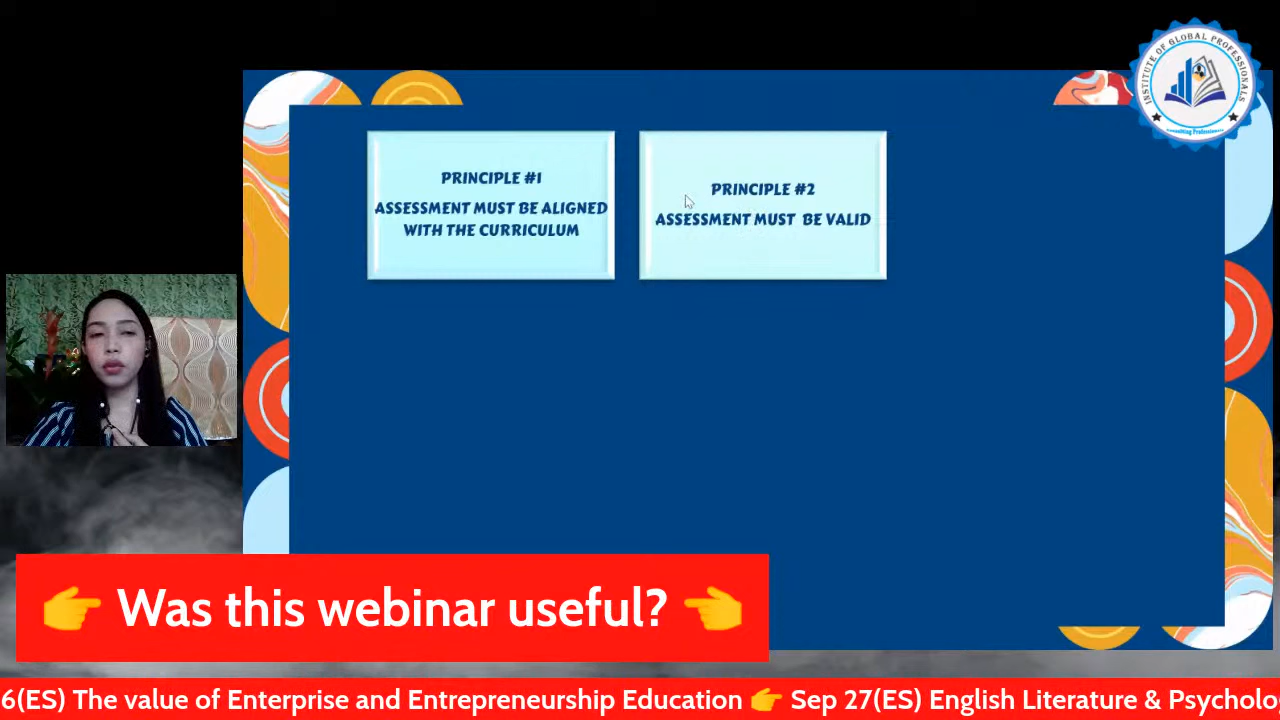 INSTITUTE OF GLOBAL PROFESSIONALS
PRINCIPLE #1
ASSESSMENT MUST BE ALIGNED
WITH THE CURRICULUM
PRINCIPLE #2
ASSESSMENT MUST BE VALID
👉 Was this webinar useful? 👈
6(ES) The value of Enterprise and Entrepreneurship Education 👉 Sep 27(ES) English Literature & Psycholo